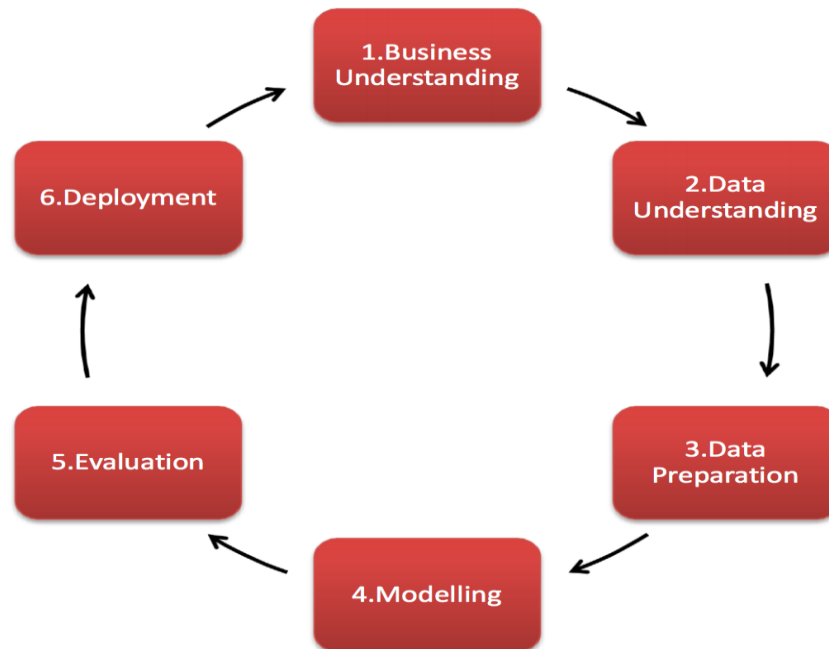 1.Business
Understanding
2.Data
Understanding
3.Data
Preparation
4.Modelling
5.Evaluation
6.Deployment